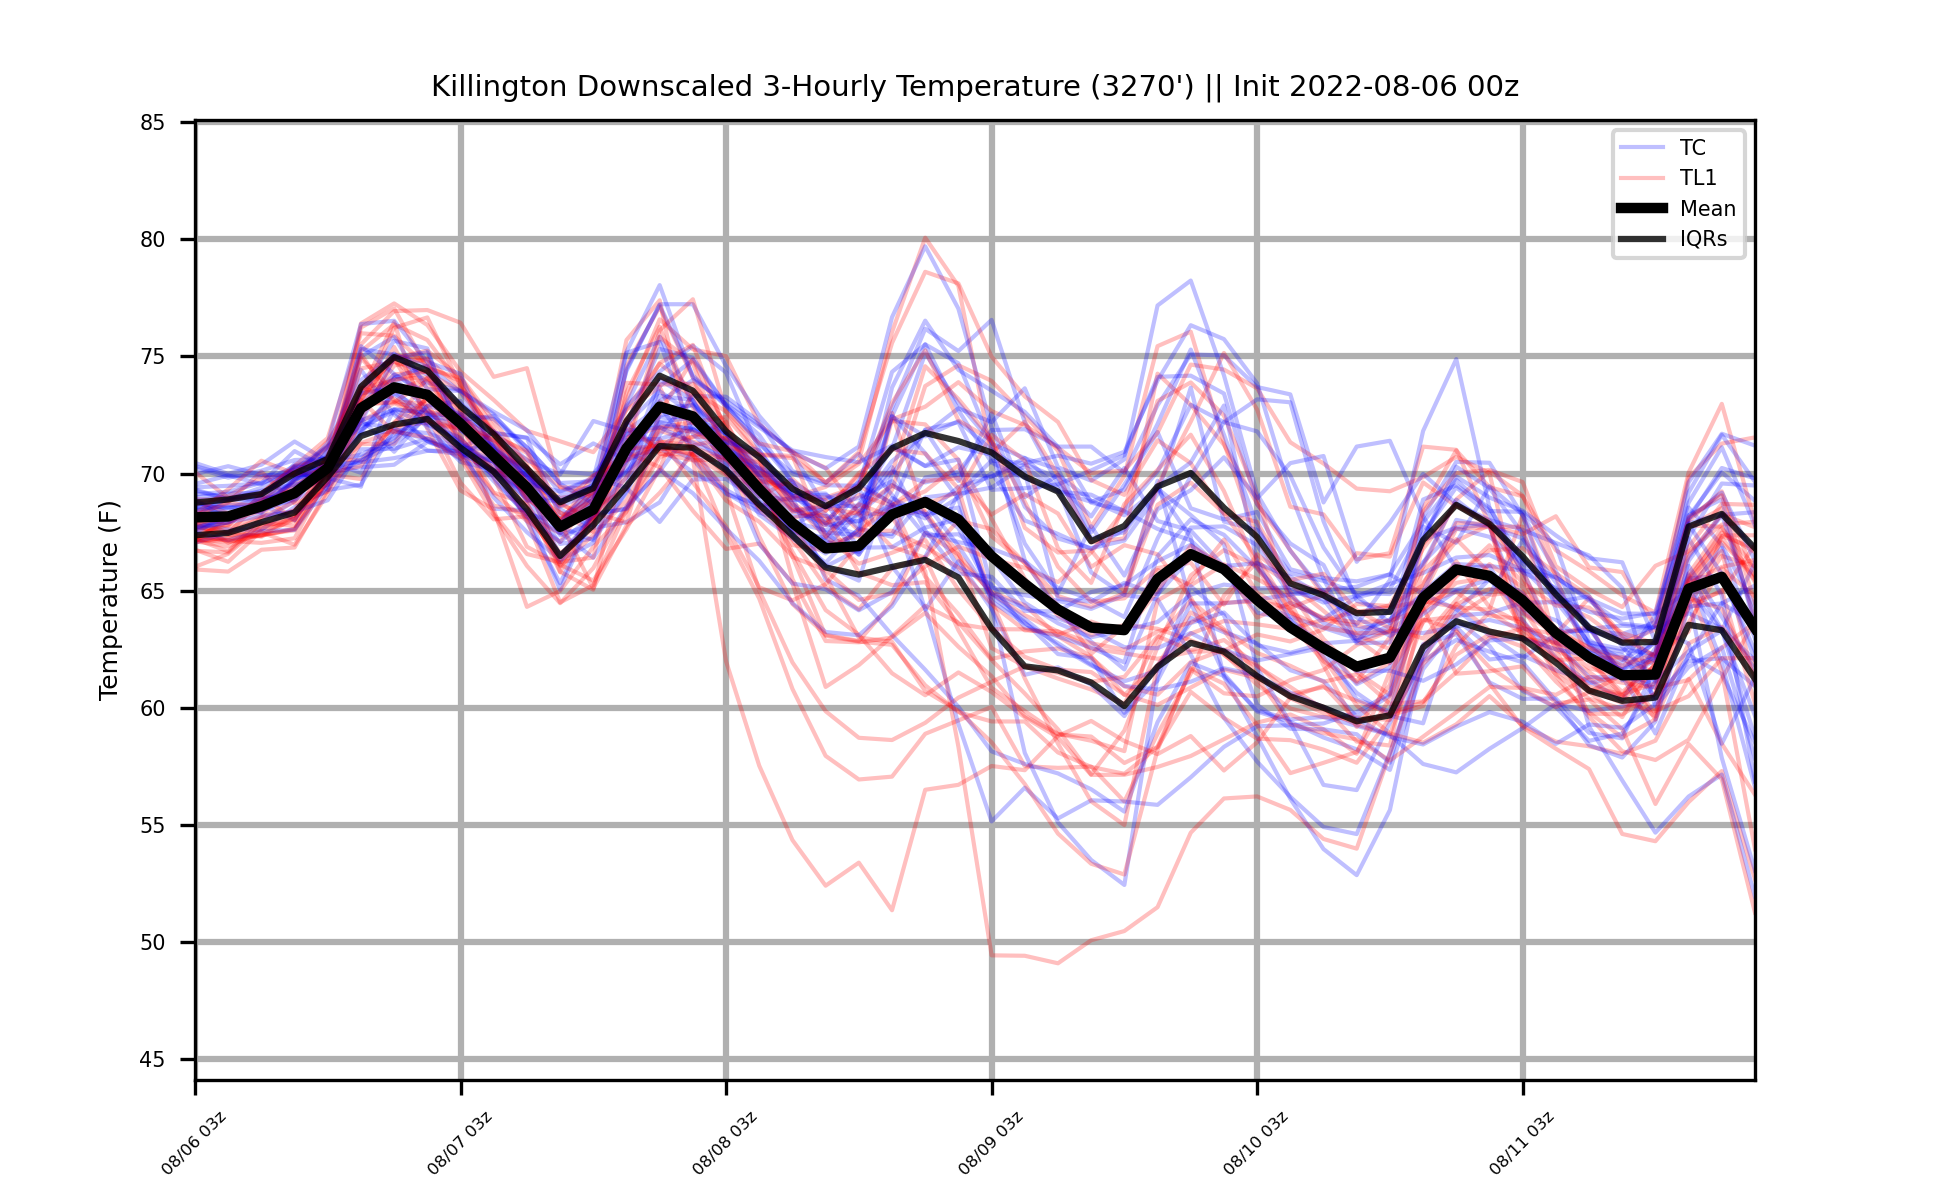 Killington Downscaled 3-Hourly Temperature (3270') || Init 2022-08-06 00z
TC
TL1
Mean
IQRs
Temperature (F)
85
80
75
70
65
60
55
50
45
08/06 03z
08/07 03z
08/08 03z
08/09 03z
08/10 03z
08/11 03z